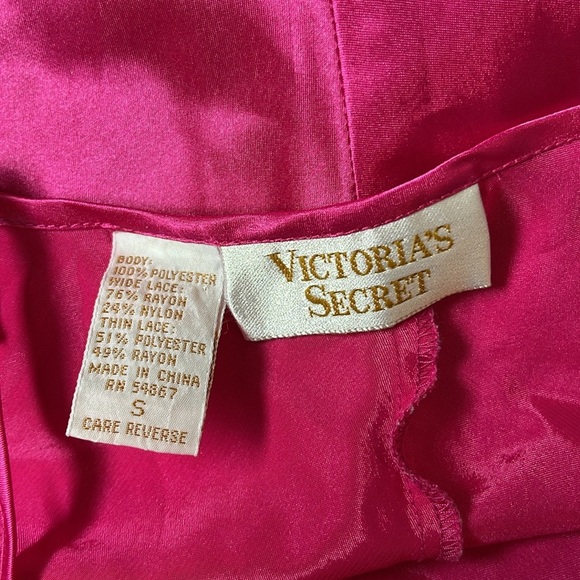 BODY:
100% POLYESTER
WIDE LACE:
76% RAYON
24% NYLON
THIN LACE:
51% POLYESTER
49% RAYON
MADE IN CHINA
RN 54867
S
CARE REVERSE
VICTORIA'S
SECRET